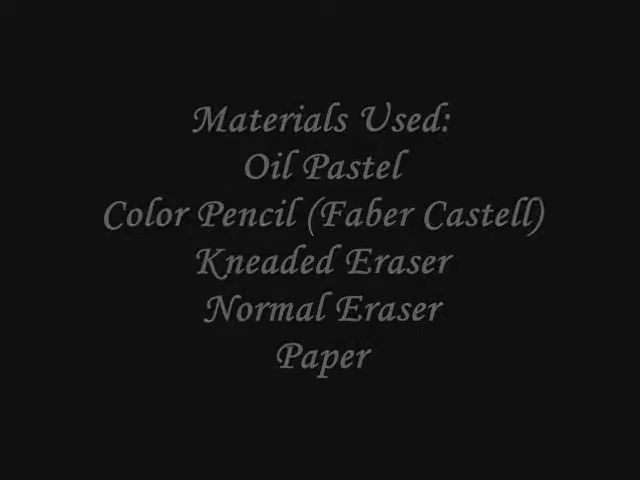 Materials Used:
Oil Pastel
Color Pencil (Faber Castell)
Kneaded Eraser
Normal Eraser
Paper